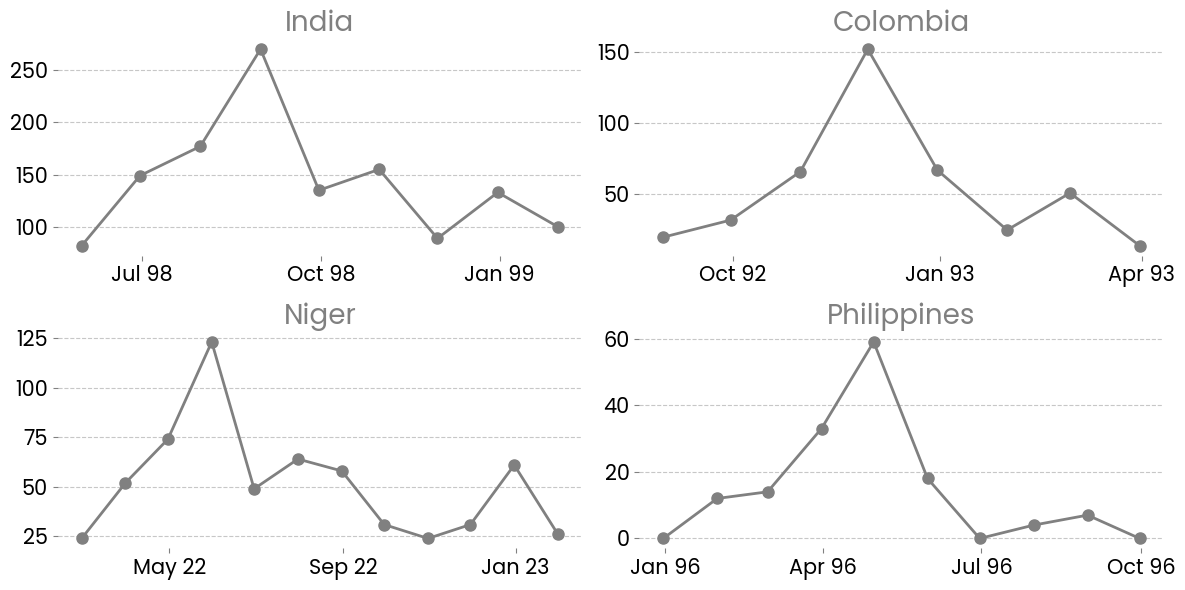 India
250
200
150
100
Jul 98
Oct 98
Jan 99
Colombia
150
100
50
Oct 92
Jan 93
Apr 93
Niger
125
100
75
50
25
May 22
Sep 22
Jan 23
Philippines
60
40
20
0
Jan 96
Apr 96
Jul 96
Oct 96